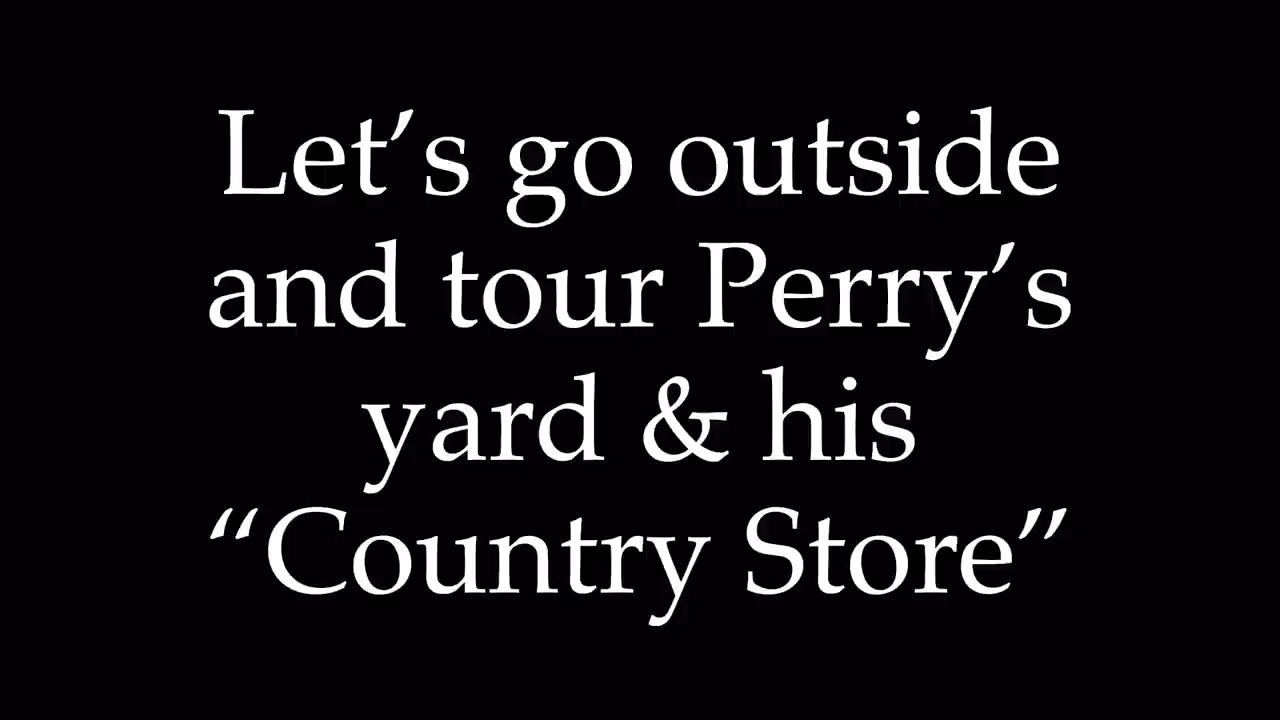 Let’s go outside
and tour Perry’s
yard & his
“Country Store”